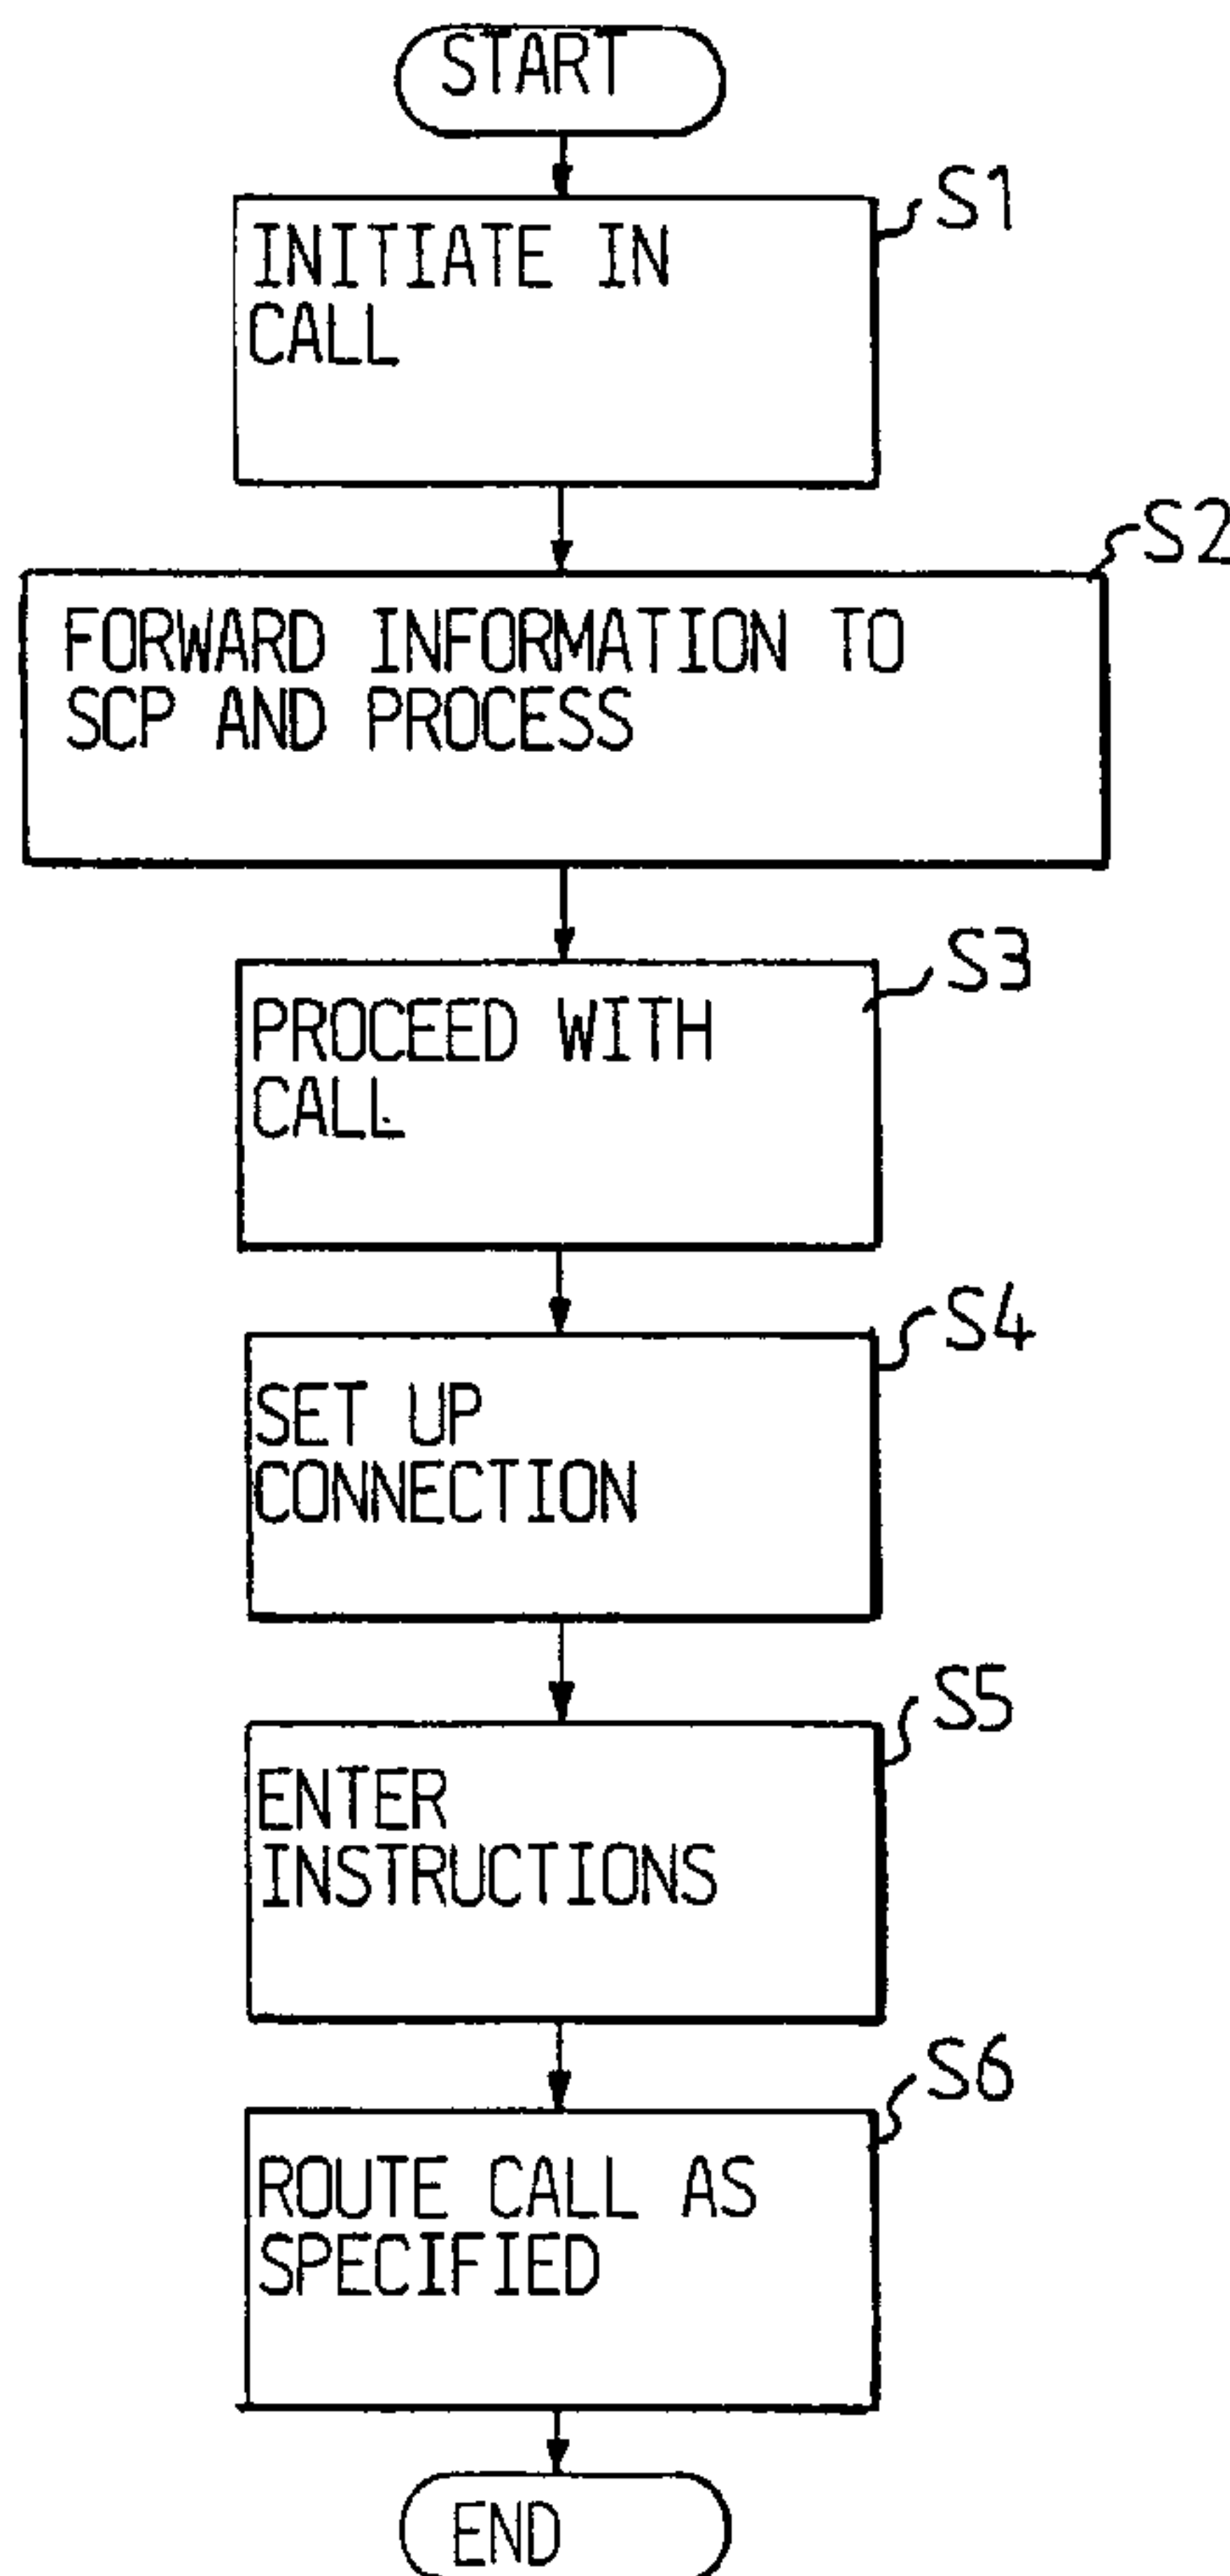 START
S1
INITIATE IN
CALL
S2
FORWARD INFORMATION TO
SCP AND PROCESS
S3
PROCEED WITH
CALL
S4
SET UP
CONNECTION
S5
ENTER
INSTRUCTIONS
S6
ROUTE CALL AS
SPECIFIED
END